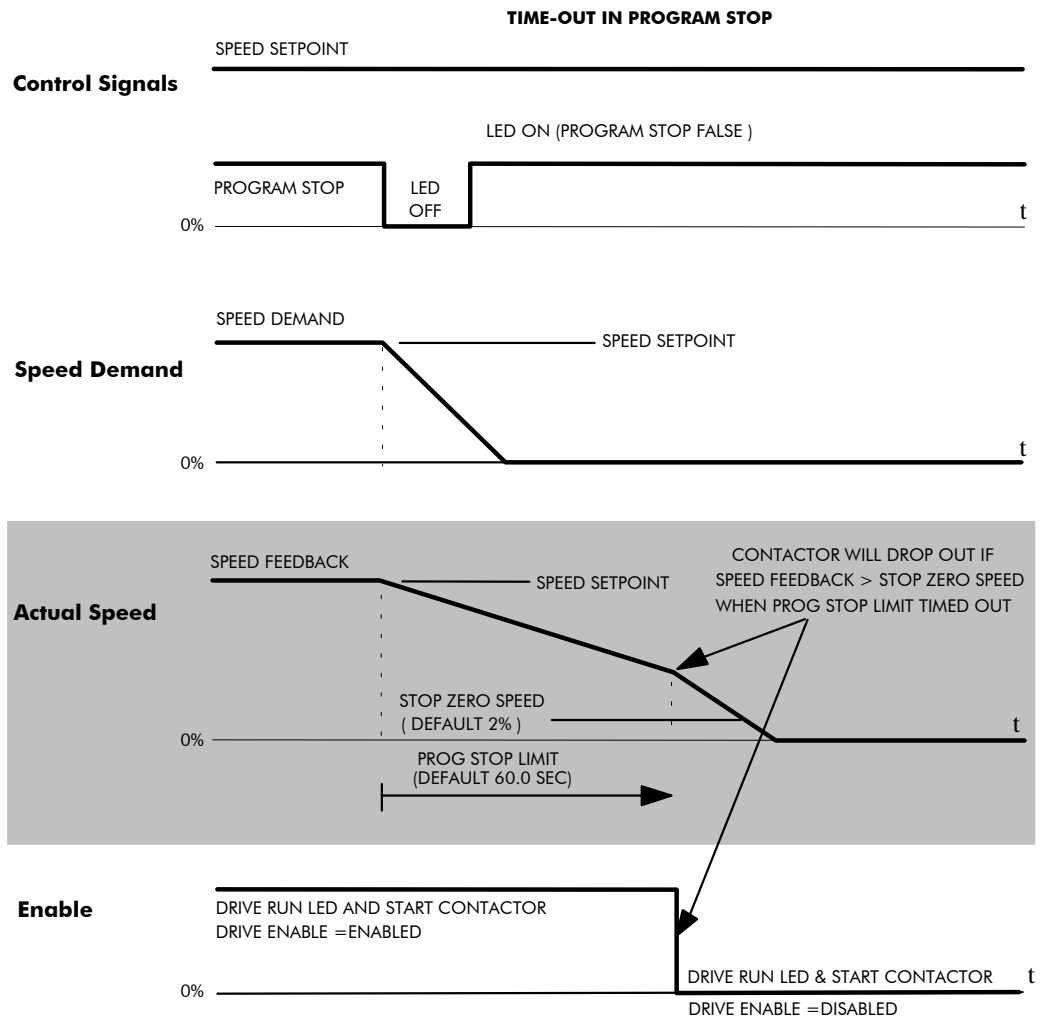 TIME-OUT IN PROGRAM STOP
SPEED SETPOINT
Control Signals
LED ON (PROGRAM STOP FALSE )
PROGRAM STOP
LED
OFF
t
0%
SPEED DEMAND
SPEED SETPOINT
Speed Demand
t
0%
SPEED FEEDBACK
SPEED SETPOINT
CONTACTOR WILL DROP OUT IF
SPEED FEEDBACK > STOP ZERO SPEED
WHEN PROG STOP LIMIT TIMED OUT
Actual Speed
STOP ZERO SPEED
( DEFAULT 2% )
t
0%
PROG STOP LIMIT
(DEFAULT 60.0 SEC)
Enable
DRIVE RUN LED AND START CONTACTOR
DRIVE ENABLE =ENABLED
DRIVE RUN LED & START CONTACTOR
t
0%
DRIVE ENABLE =DISABLED